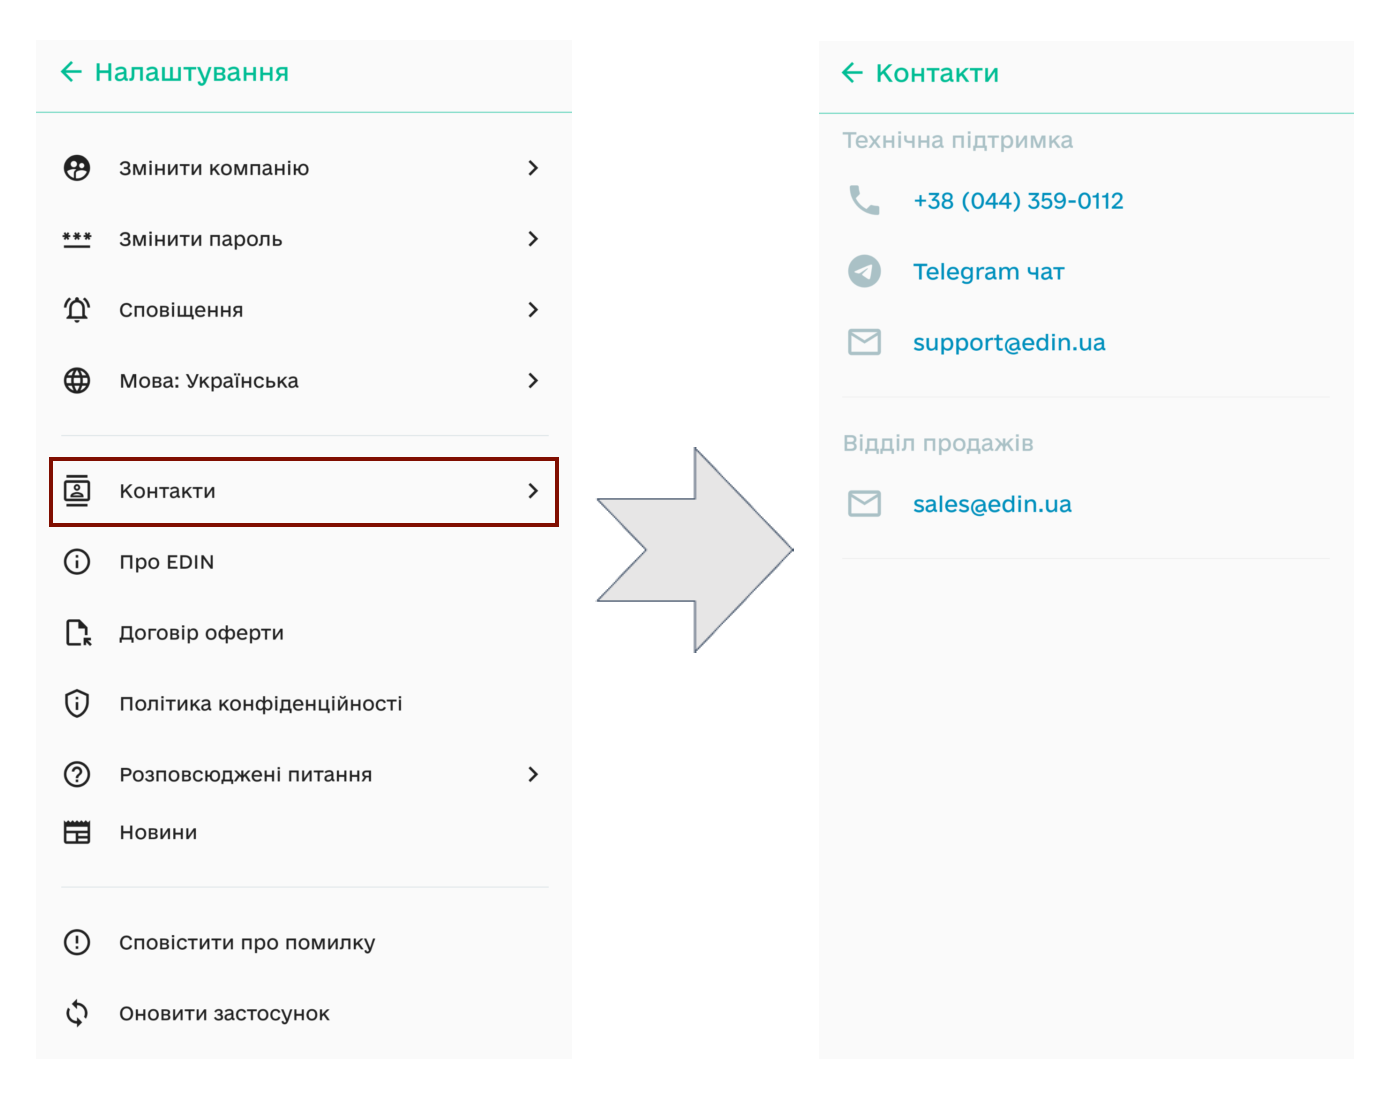 Налаштування
Змінити компанію
Змінити пароль
Сповіщення
Мова: Українська
Контакти
Про EDIN
Договір оферти
Політика конфіденційності
Розповсюджені питання
Новини
Сповістити про помилку
Оновити застосунок
Контакти
Технічна підтримка
+38 (044) 359-0112
Telegram чат
support@edin.ua
Відділ продажів
sales@edin.ua